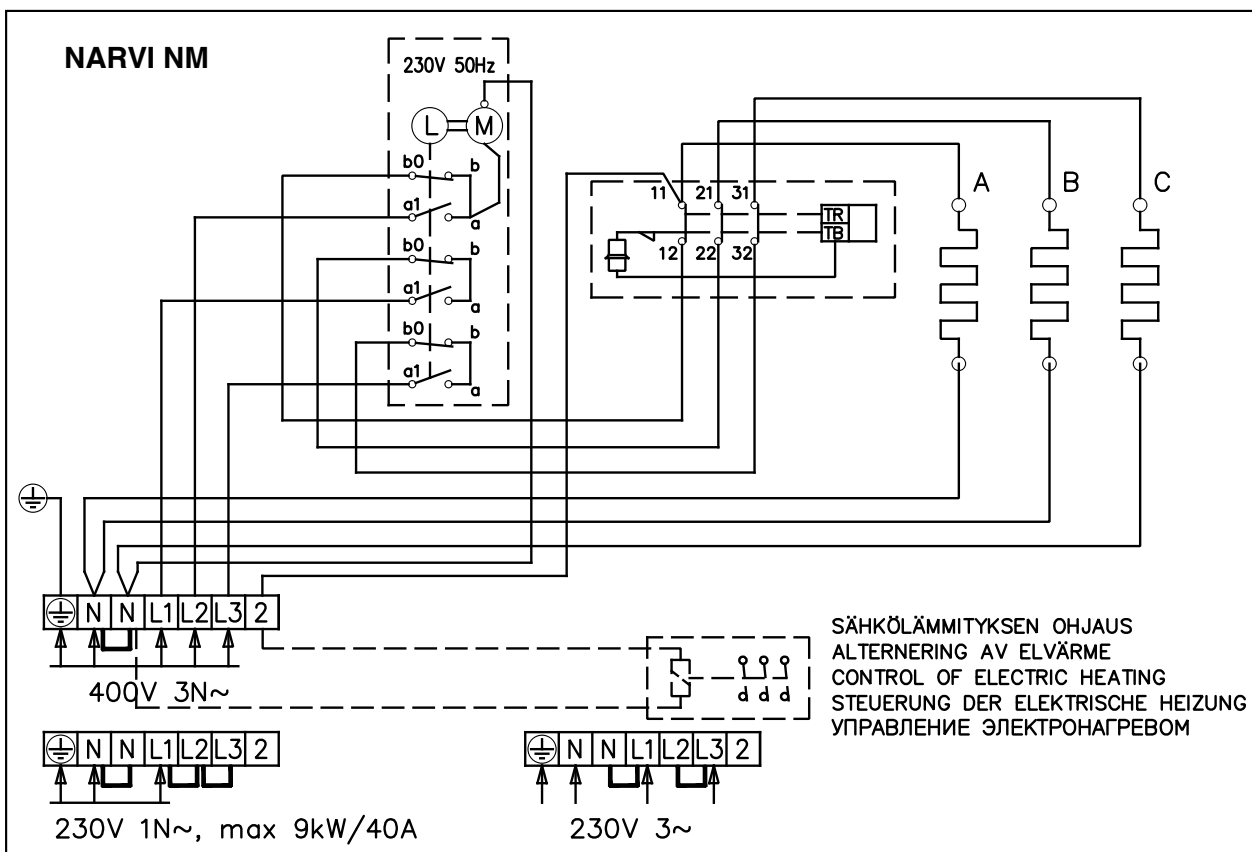 NARVI NM
230V 50Hz
L M
b0 b
a1 a
b0 b
a1 a
b0 b
a1 a
11 21 31
TR
TB
12 22 32
A B C
N N L1 L2 L3 2
400V 3N~
d d d
SÄHKÖLÄMMITYKSEN OHJAUS
ALTERNERING AV ELVÄRME
CONTROL OF ELECTRIC HEATING
STEUERUNG DER ELEKTRISCHE HEIZUNG
УПРАВЛЕНИЕ ЭЛЕКТРОНАГРЕВОМ
N N L1 L2 L3 2
230V 1N~, max 9kW/40A
N N L1 L2 L3 2
230V 3~